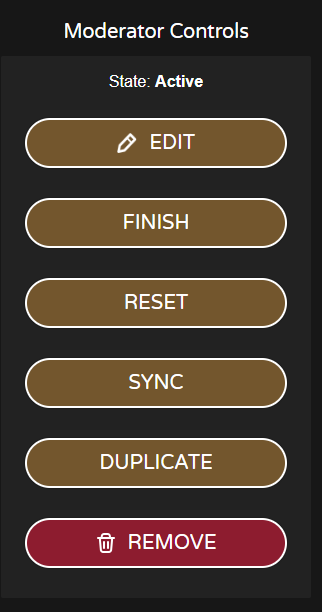 Moderator Controls
State: Active
EDIT
FINISH
RESET
SYNC
DUPLICATE
REMOVE